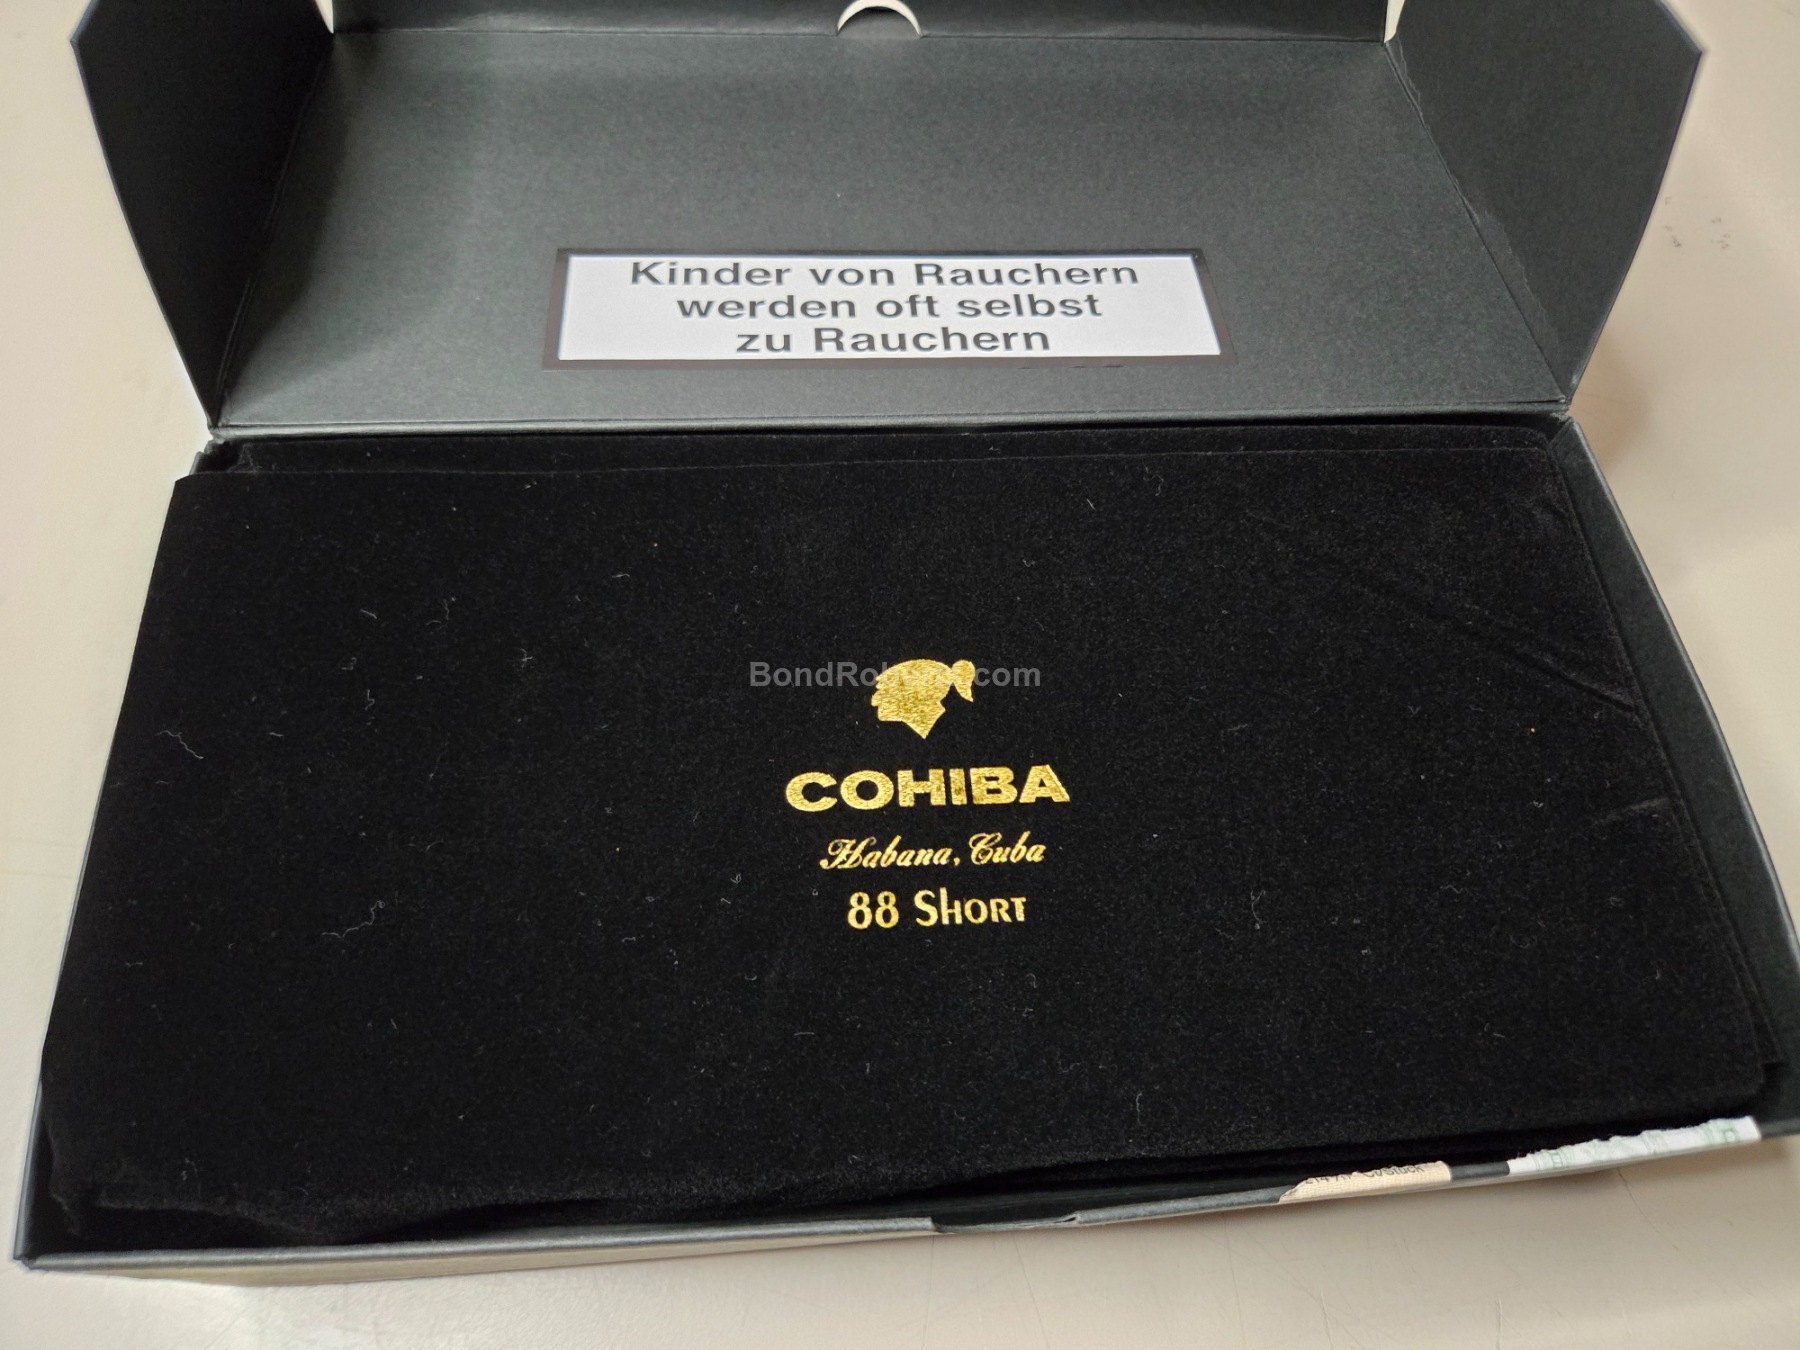 Kinder von Rauchern
werden oft selbst
zu Rauchern
COHIBA
Habana, Cuba
88 SHORT